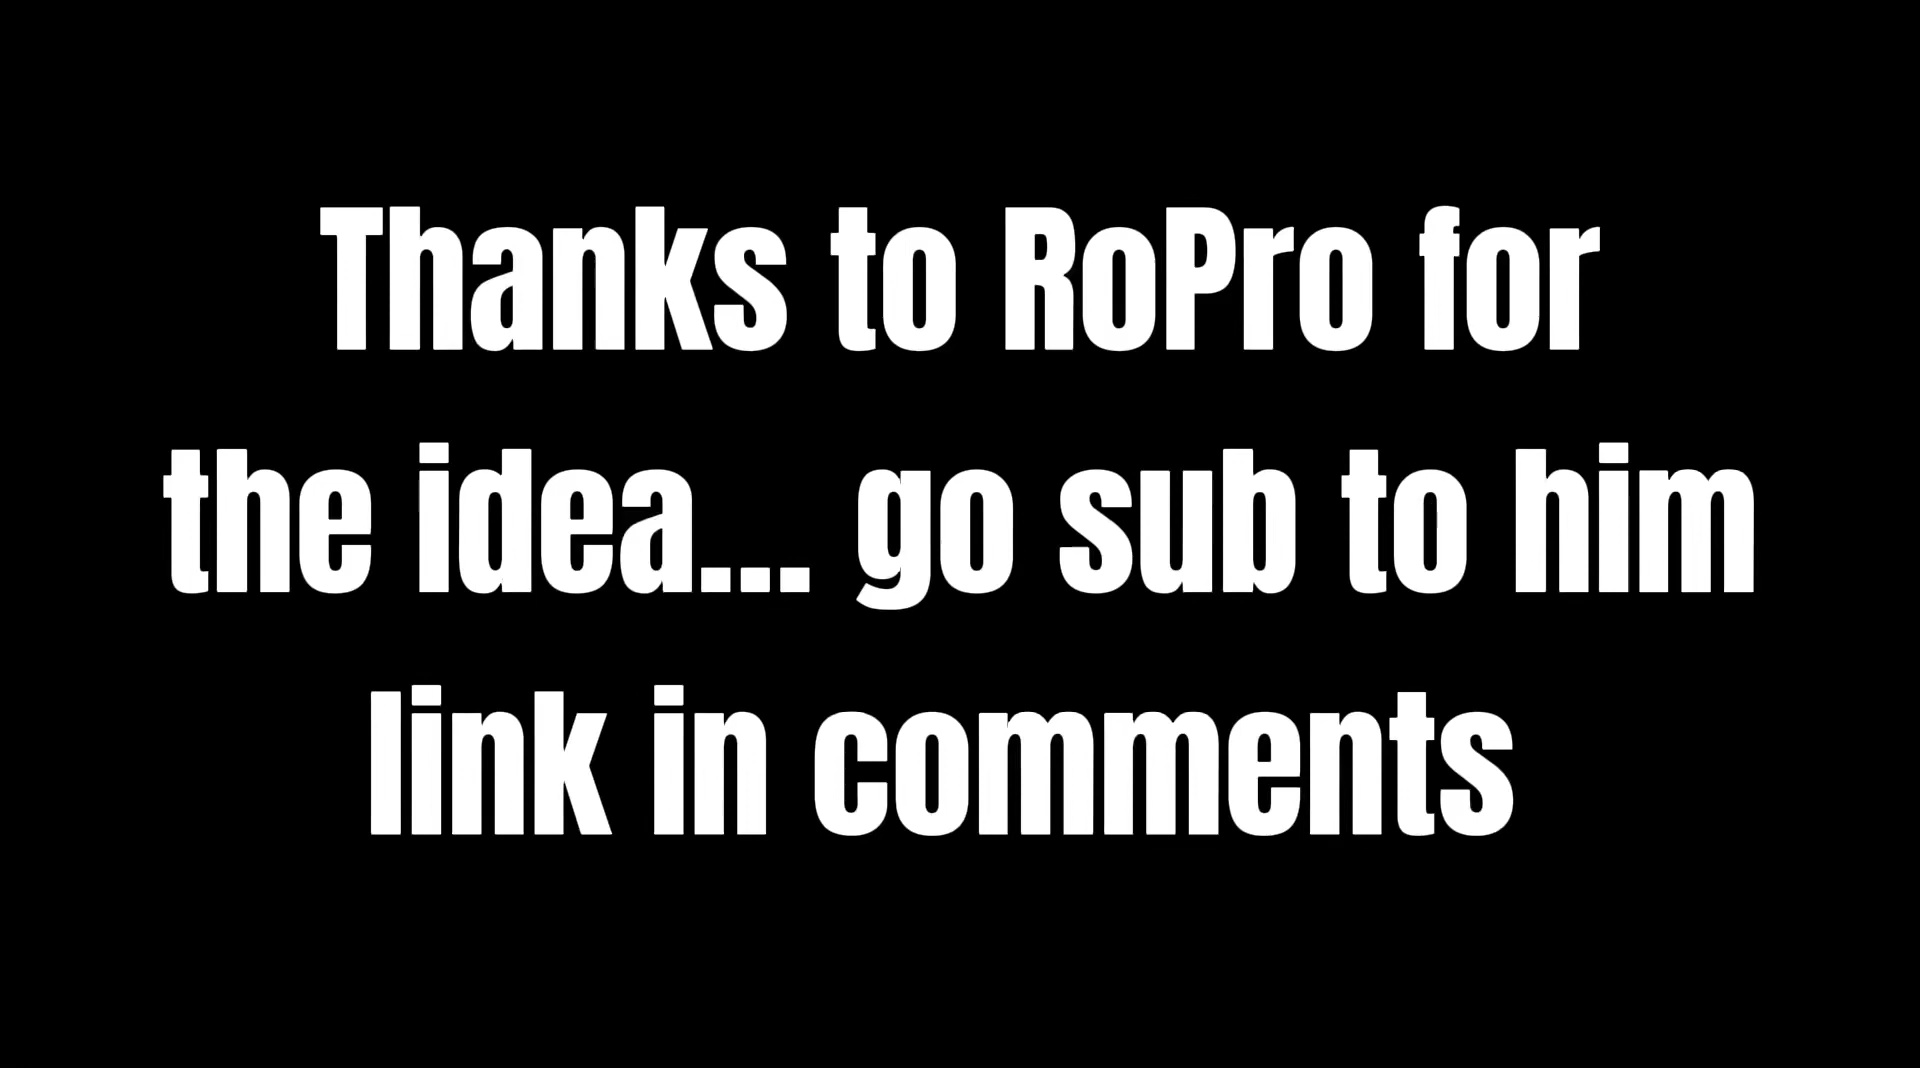 Thanks to RoPro for
the idea... go sub to him
link in comments